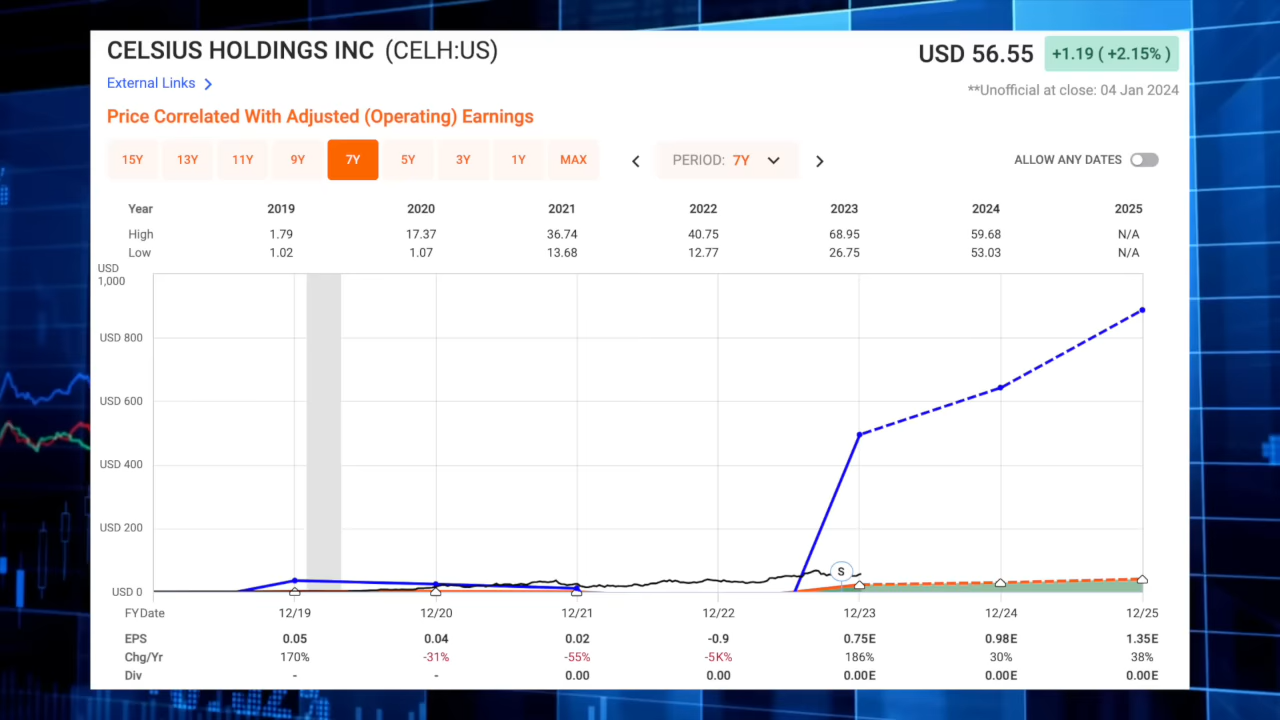 CELSIUS HOLDINGS INC (CELH:US)
USD 56.55
+1.19 ( +2.15% )
External Links
**Unofficial at close: 04 Jan 2024
Price Correlated With Adjusted (Operating) Earnings
15Y 13Y 11Y 9Y 7Y 5Y 3Y 1Y MAX PERIOD: 7Y ALLOW ANY DATES
Year 2019 2020 2021 2022 2023 2024 2025
High 1.79 17.37 36.74 40.75 68.95 59.68 N/A
Low 1.02 1.07 13.68 12.77 26.75 53.03 N/A
USD
1,000
USD 800
USD 600
USD 400
USD 200
S
USD 0
FYDate 12/19 12/20 12/21 12/22 12/23 12/24 12/25
EPS 0.05 0.04 0.02 -0.9 0.75E 0.98E 1.35E
Chg/Yr 170% -31% -55% -5K% 186% 30% 38%
Div - - 0.00 0.00 0.00E 0.00E 0.00E